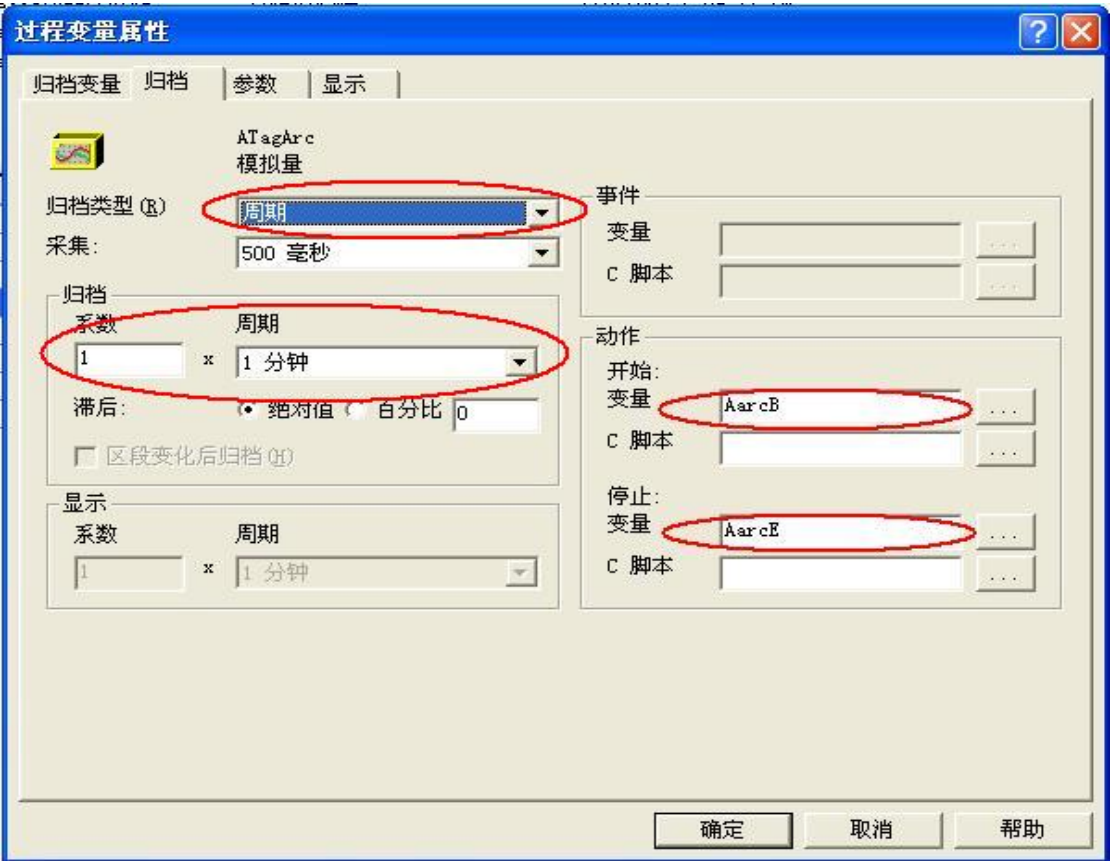 过程变量属性
归档变量 归档 参数 显示
ATagArc
模拟量
归档类型(R) 周期
采集: 500 毫秒
归档
系数 周期
1 x 1 分钟
滞后: 绝对值 百分比 0
区段变化后归档(H)
显示
系数 周期
1 x 1 分钟
事件
变量 ...
C 脚本 ...
动作
开始:
变量 AarcB ...
C 脚本 ...
停止:
变量 AarcE ...
C 脚本 ...
确定 取消 帮助